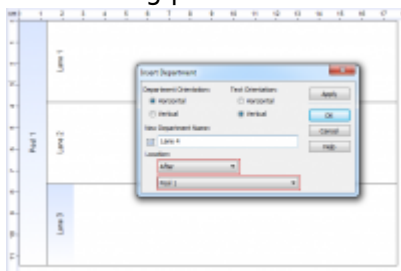 Pool 1
Lane 1
Lane 2
Lane 3
Insert Department
Department Orientation:
Horizontal
Vertical
Text Orientation:
Horizontal
Vertical
New Department Name:
Lane 4
Location:
After
Pool 1
Apply
OK
Cancel
Help